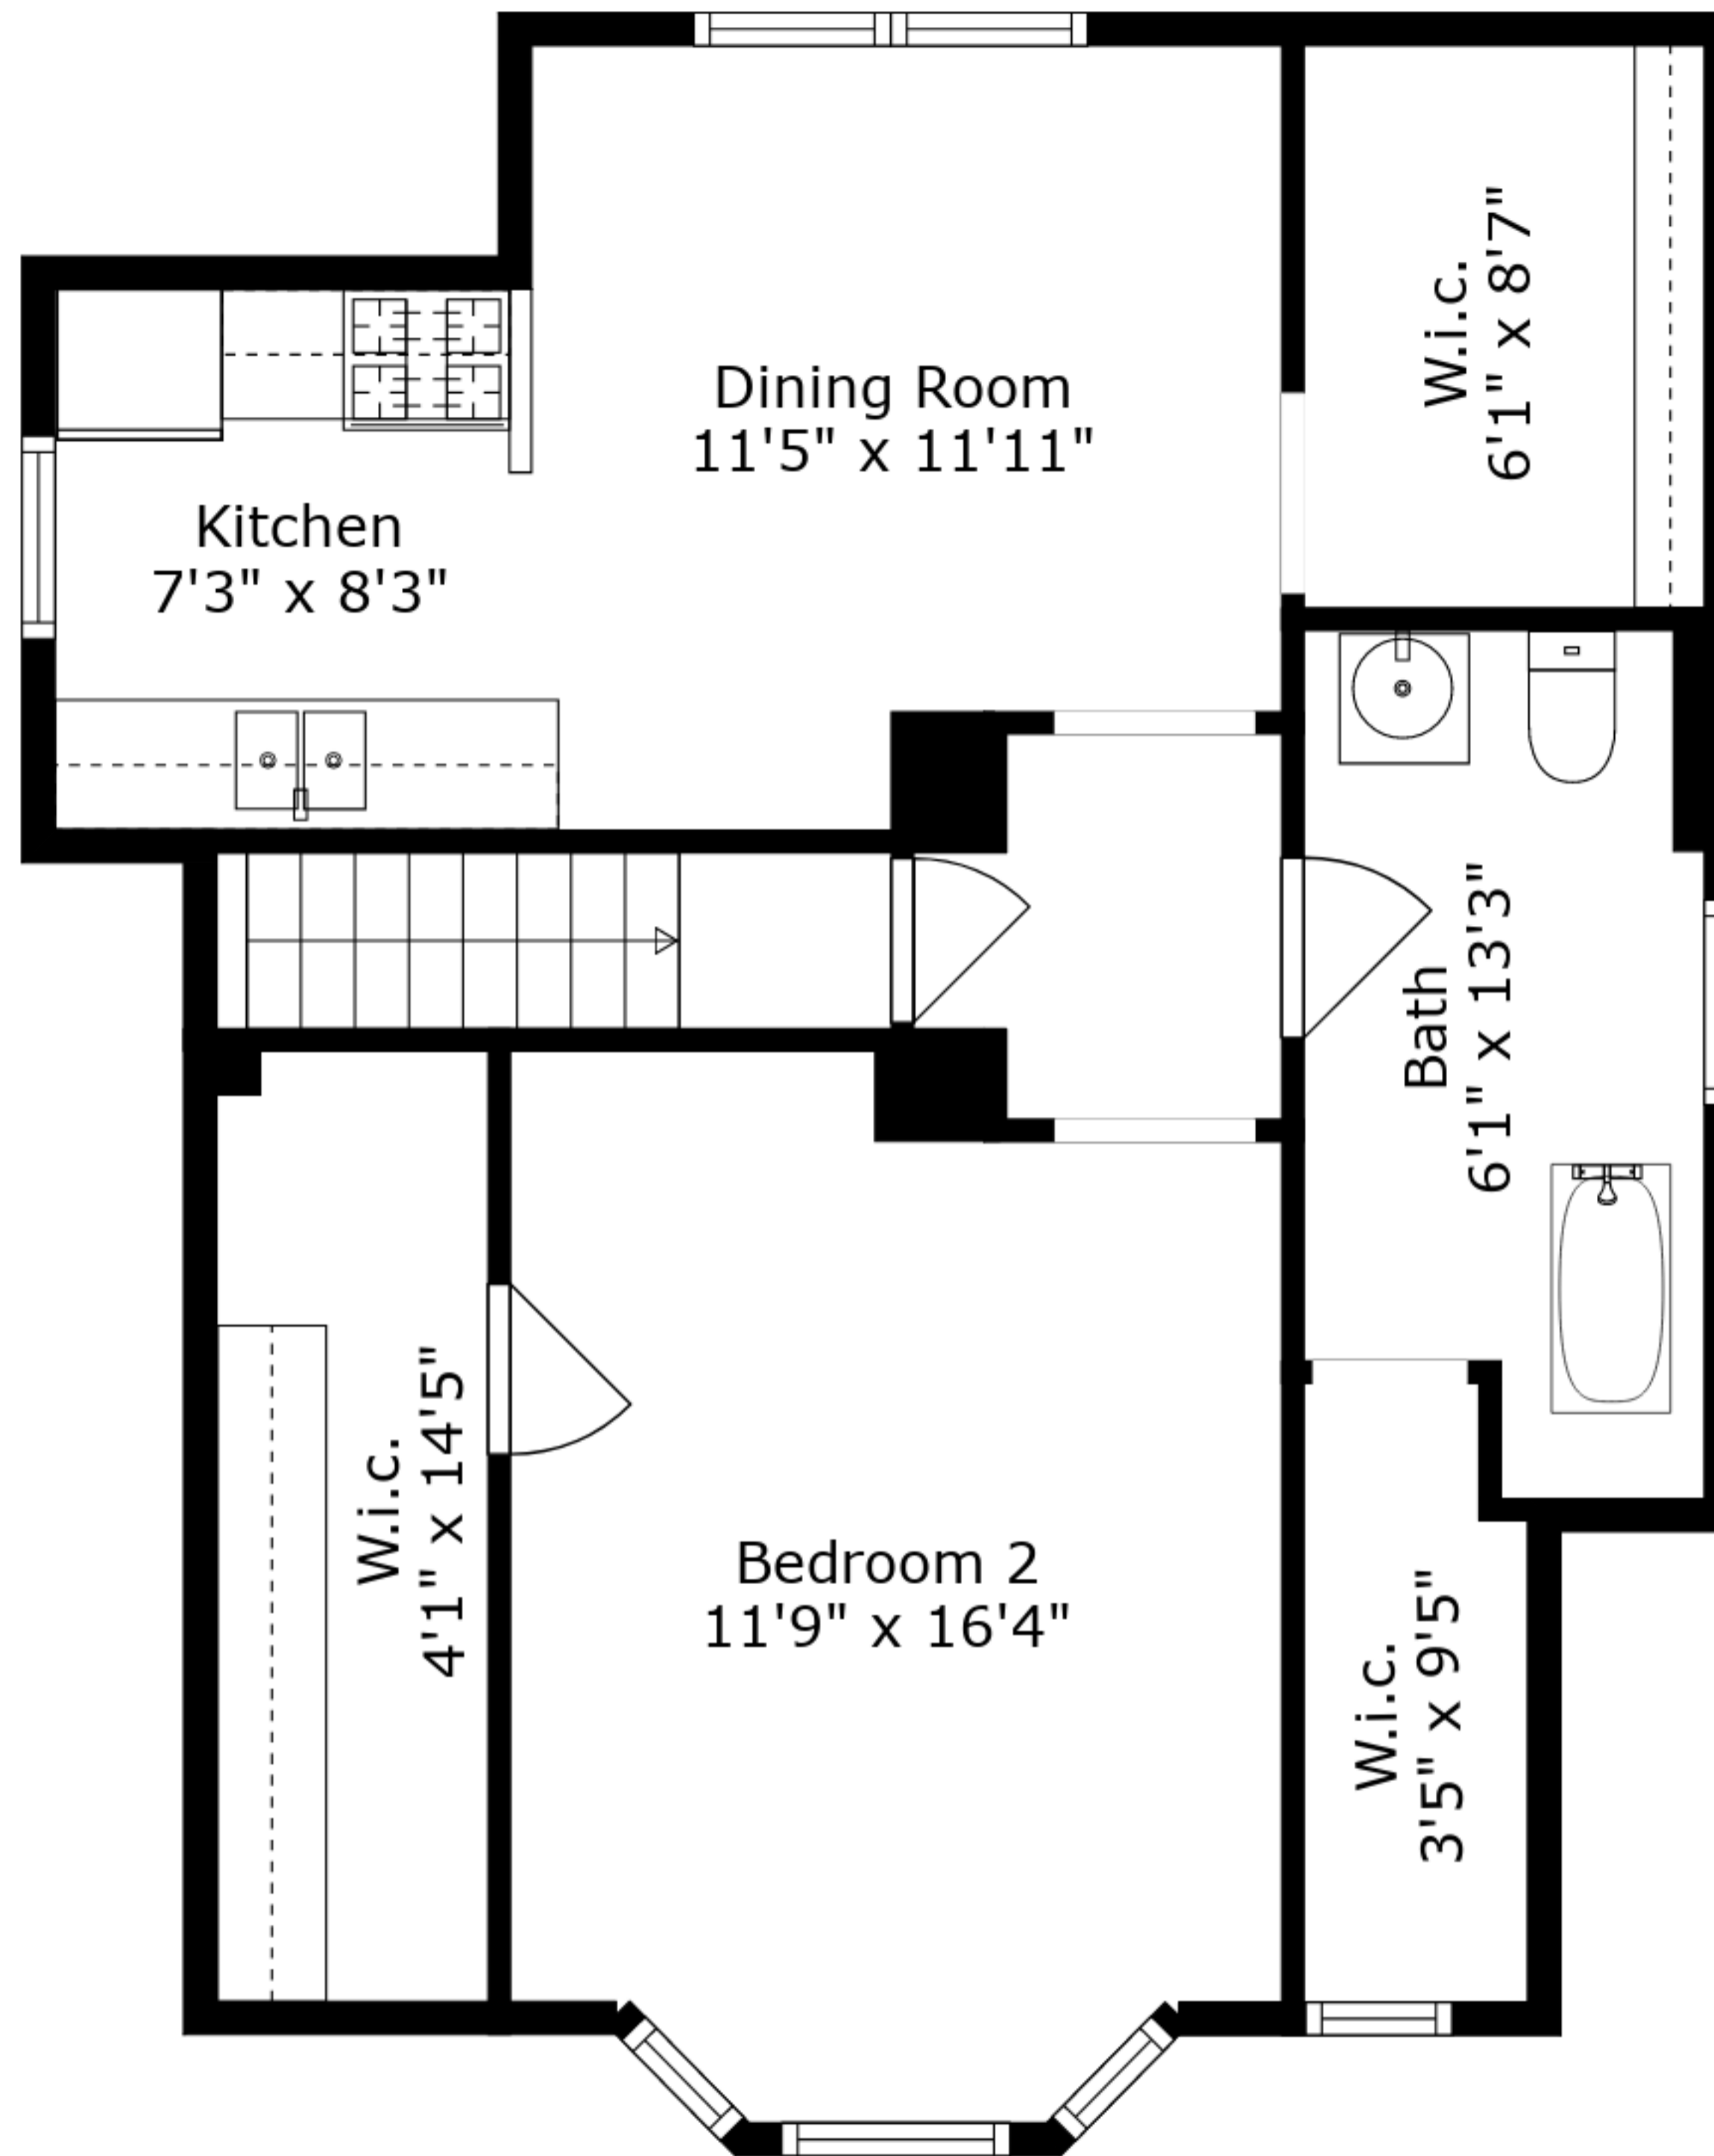 W.i.c.
6'1" x 8'7"
Dining Room
11'5" x 11'11"
Kitchen
7'3" x 8'3"
Bath
6'1" x 13'3"
W.i.c.
4'1" x 14'5"
Bedroom 2
11'9" x 16'4"
W.i.c.
3'5" x 9'5"